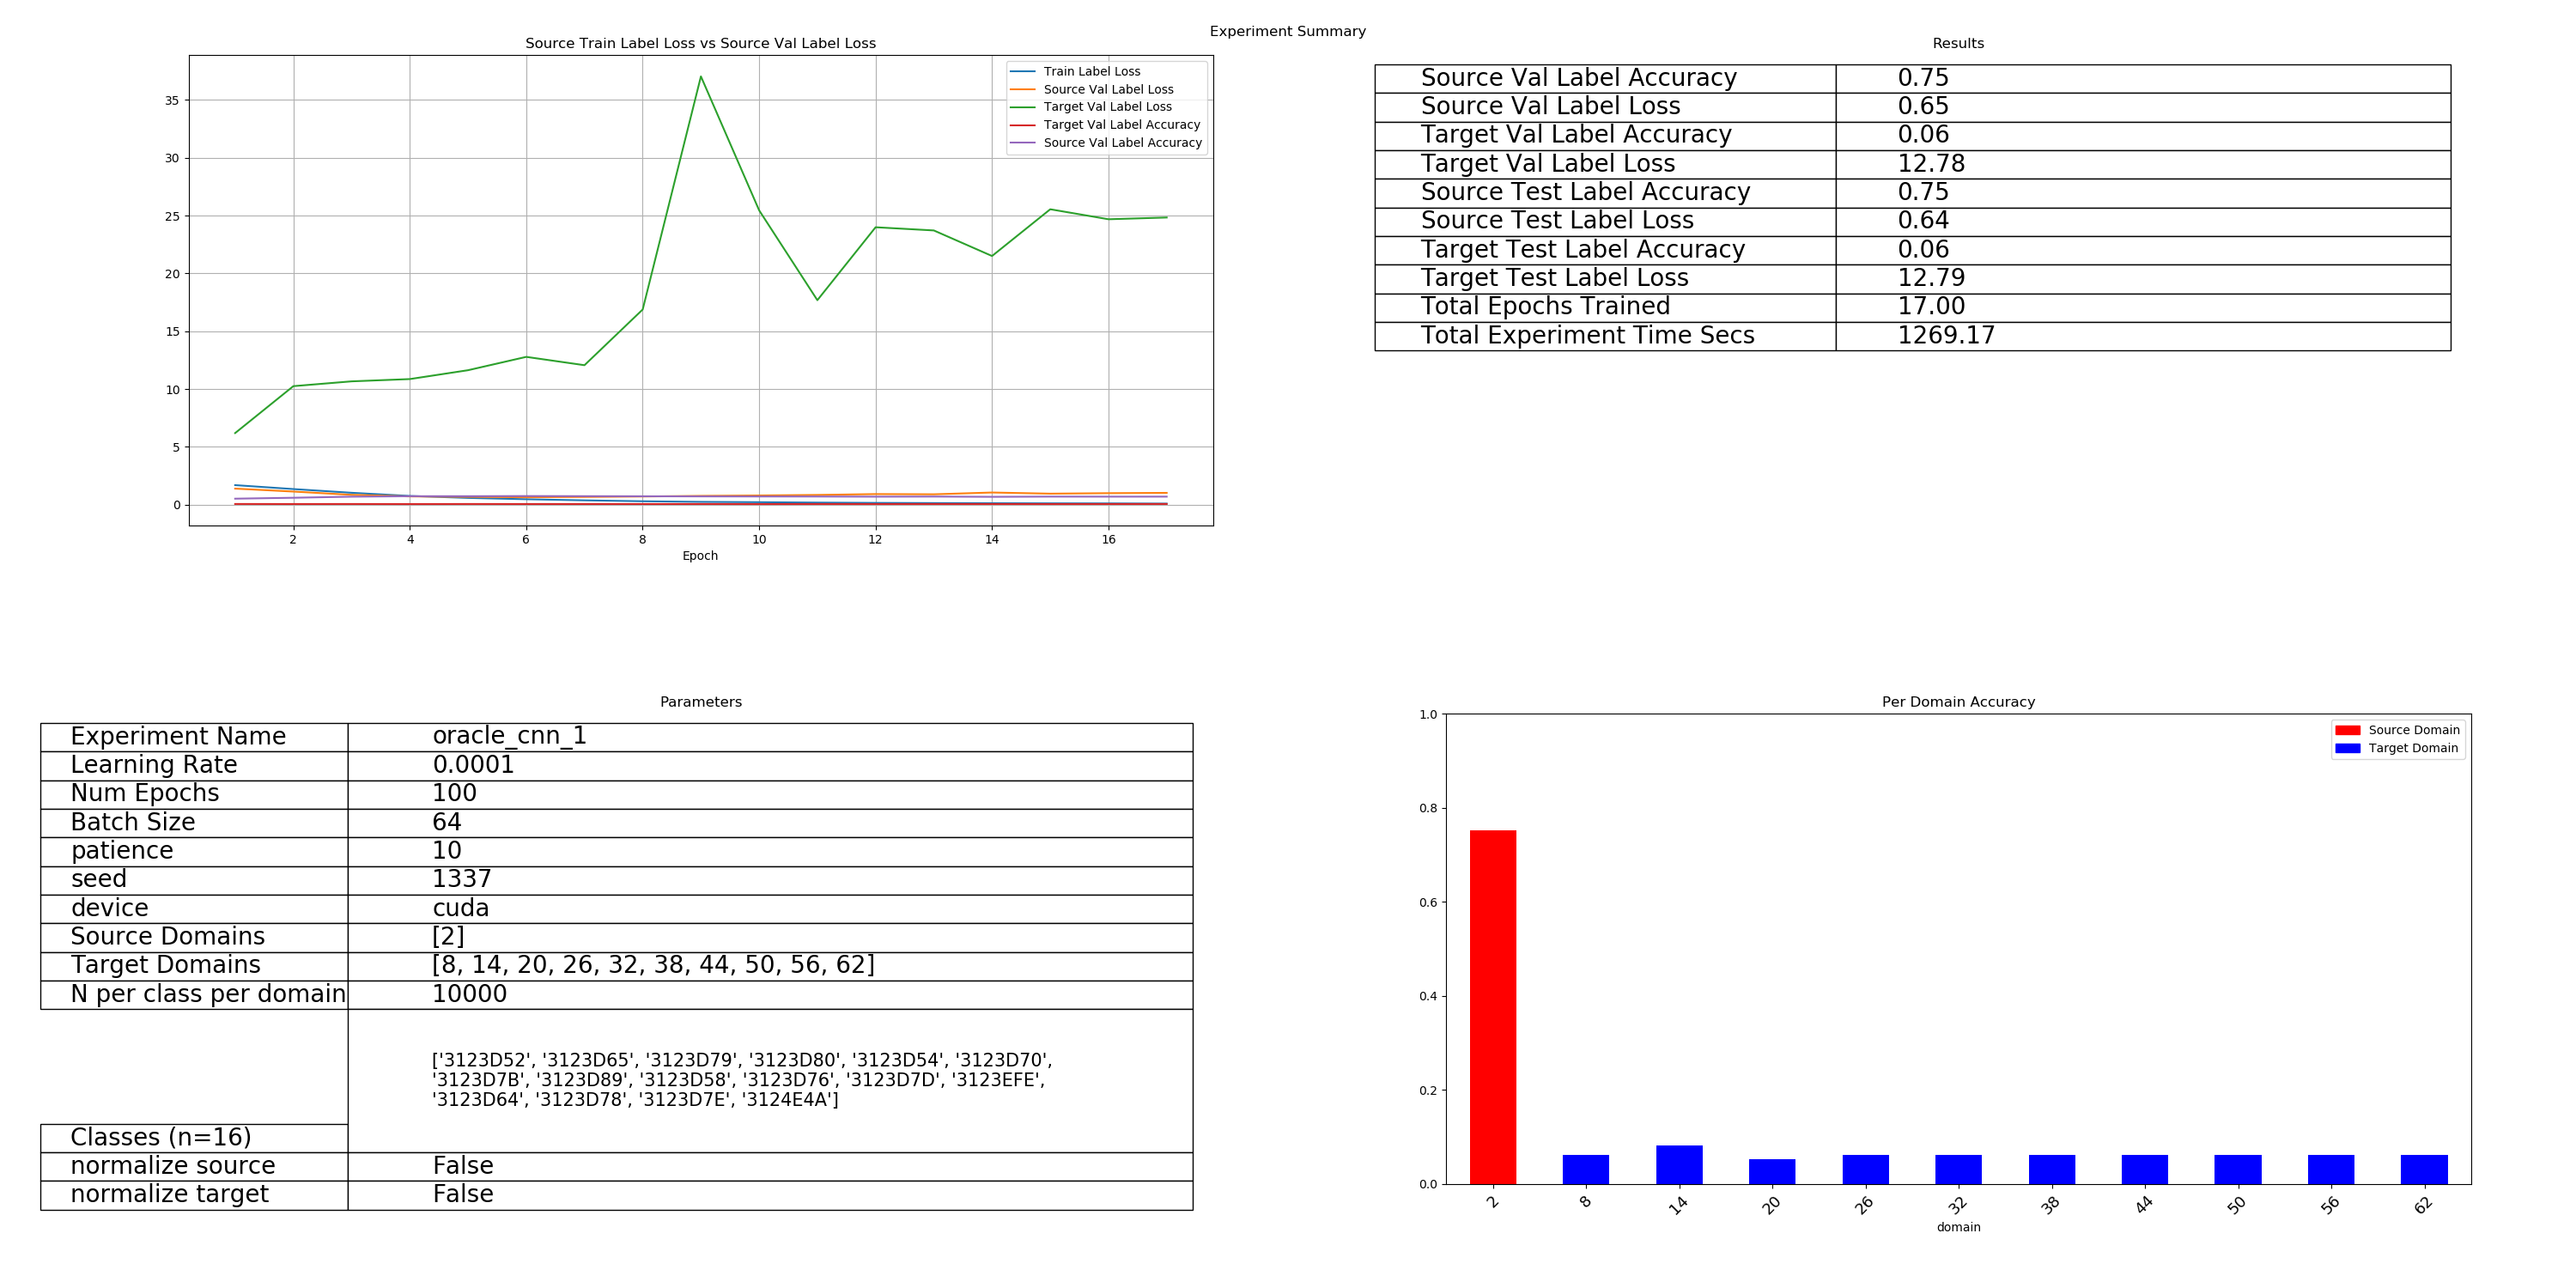 Experiment Summary
Source Train Label Loss vs Source Val Label Loss
Train Label Loss
Source Val Label Loss
Target Val Label Loss
Target Val Label Accuracy
Source Val Label Accuracy
35
30
25
20
15
10
5
0
2 4 6 8 10 12 14 16
Epoch
Results
Source Val Label Accuracy 0.75
Source Val Label Loss 0.65
Target Val Label Accuracy 0.06
Target Val Label Loss 12.78
Source Test Label Accuracy 0.75
Source Test Label Loss 0.64
Target Test Label Accuracy 0.06
Target Test Label Loss 12.79
Total Epochs Trained 17.00
Total Experiment Time Secs 1269.17
Parameters
Experiment Name oracle_cnn_1
Learning Rate 0.0001
Num Epochs 100
Batch Size 64
patience 10
seed 1337
device cuda
Source Domains [2]
Target Domains [8, 14, 20, 26, 32, 38, 44, 50, 56, 62]
N per class per domain 10000
['3123D52', '3123D65', '3123D79', '3123D80', '3123D54', '3123D70',
'3123D7B', '3123D89', '3123D58', '3123D76', '3123D7D', '3123EFE',
'3123D64', '3123D78', '3123D7E', '3124E4A']
Classes (n=16)
normalize source False
normalize target False
Per Domain Accuracy
Source Domain
Target Domain
1.0
0.8
0.6
0.4
0.2
0.0
2 8 14 20 26 32 38 44 50 56 62
domain